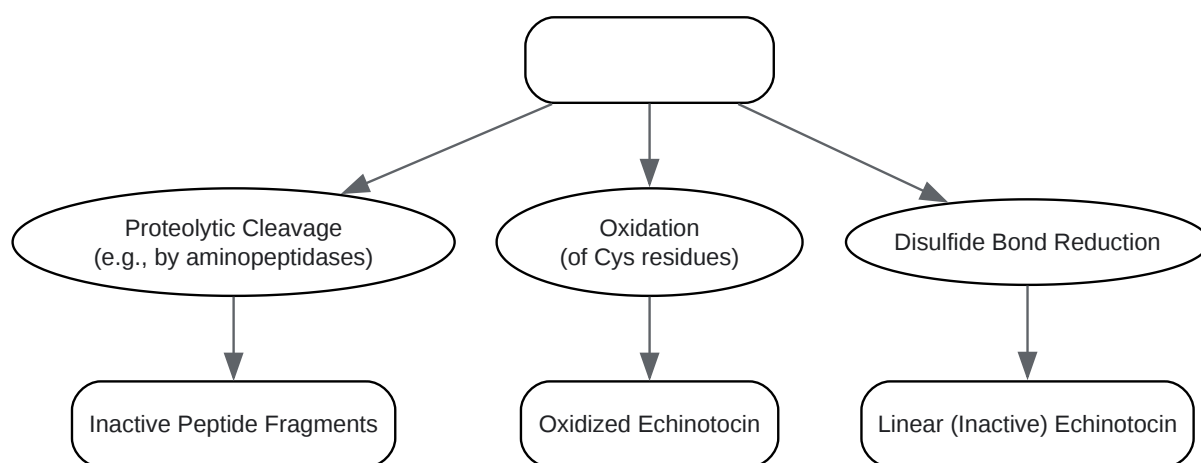 Proteolytic Cleavage
(e.g., by aminopeptidases)
Oxidation
(of Cys residues)
Disulfide Bond Reduction
Inactive Peptide Fragments
Oxidized Echinotocin
Linear (Inactive) Echinotocin